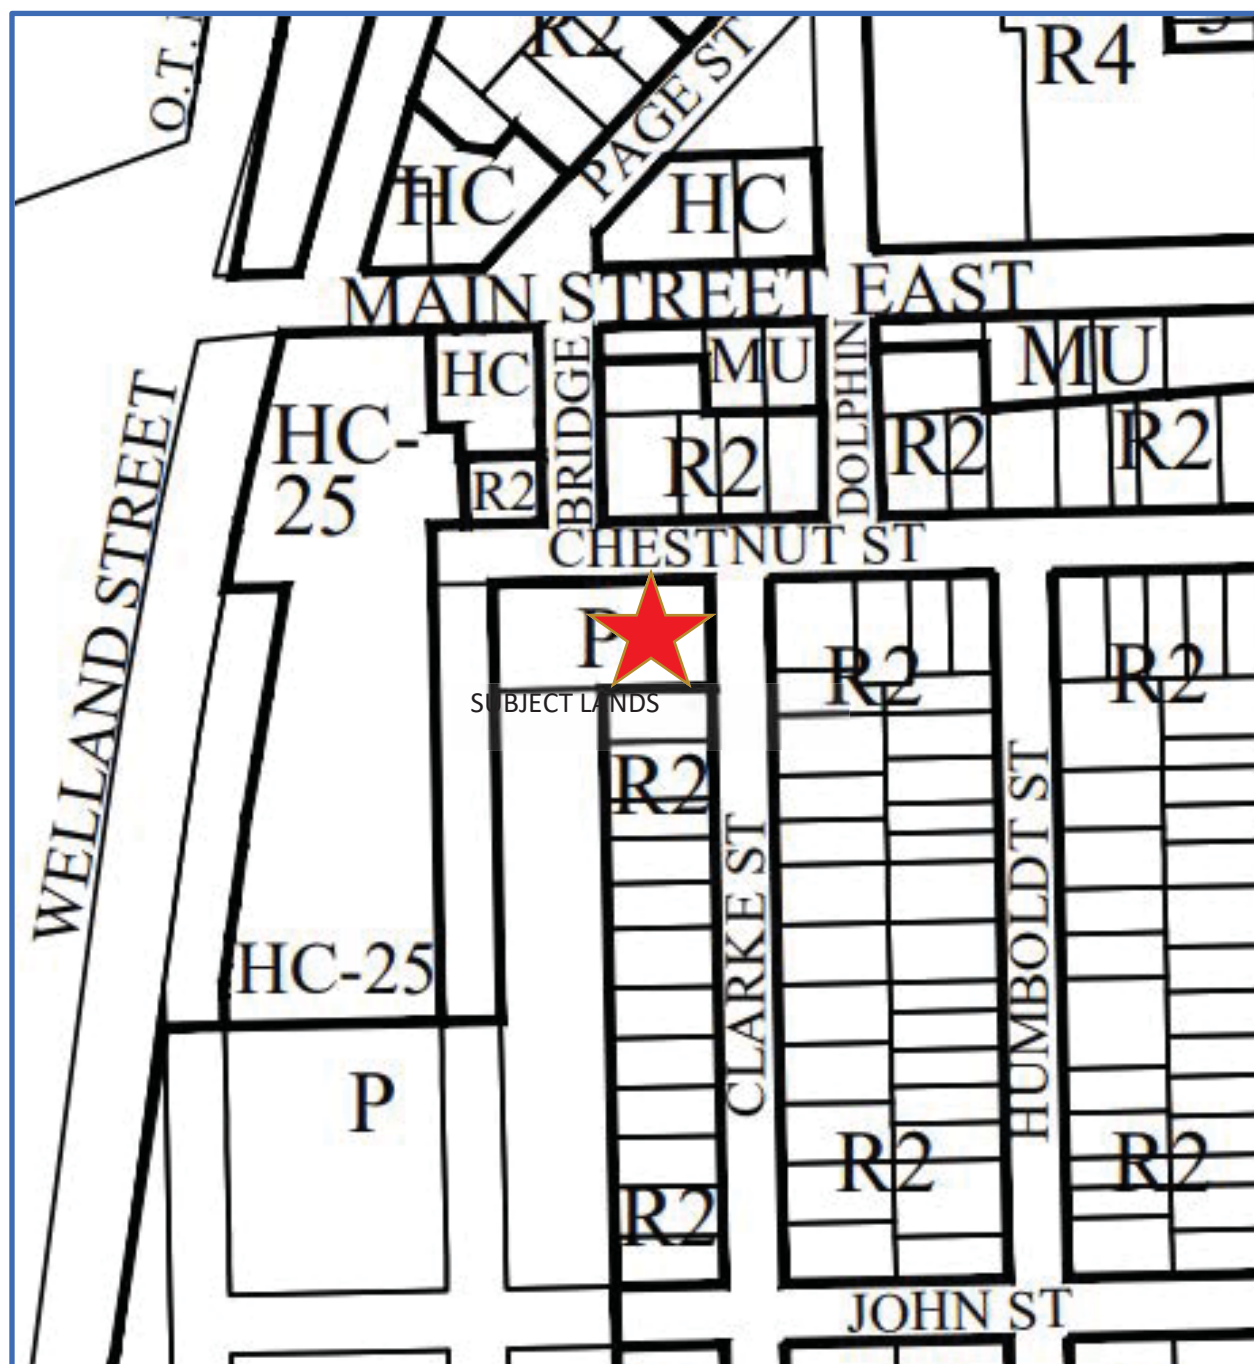 O.T.
R2
PAGE ST
R4
HC
HC
MAIN STREET EAST
HC
BRIDGE
MU
DOLPHIN
MU
HC-
25
R2
R2
R2
R2
CHESTNUT ST
WELLAND STREET
P
SUBJECT LANDS
R2
R2
R2
CLARKE ST
HUMBOLDT ST
HC-25
P
R2
R2
R2
JOHN ST